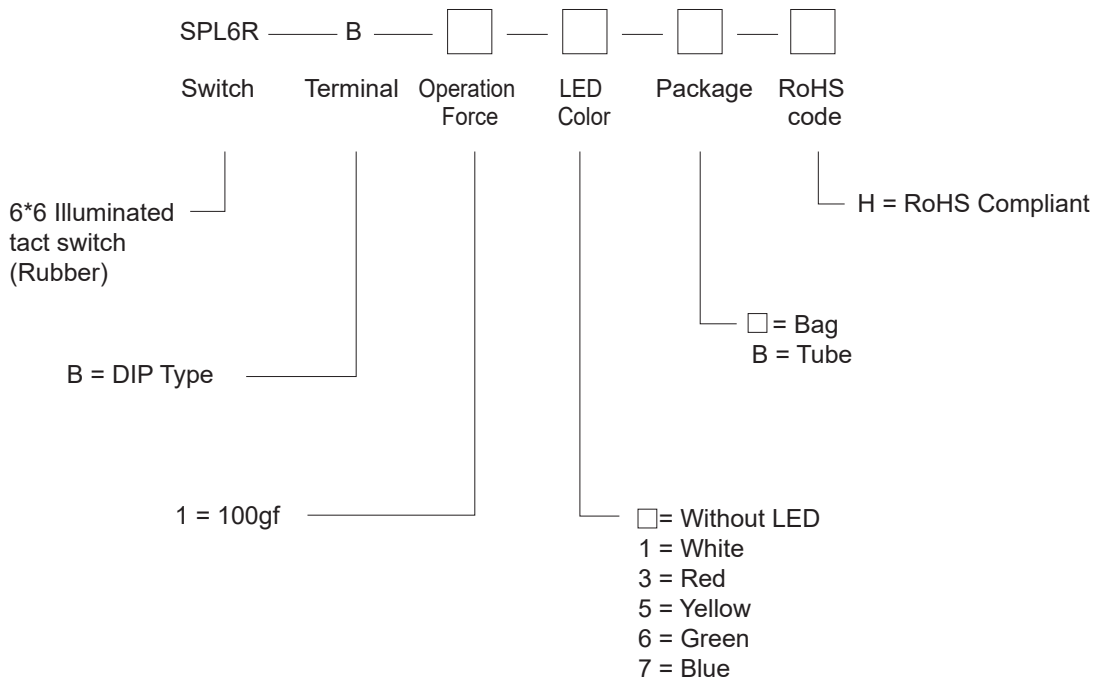 SPL6R B □ □ □ □
Switch Terminal Operation Force LED Color Package RoHS code
6*6 Illuminated
tact switch
(Rubber)
H = RoHS Compliant
□ = Bag
B = Tube
B = DIP Type
1 = 100gf
□= Without LED
1 = White
3 = Red
5 = Yellow
6 = Green
7 = Blue